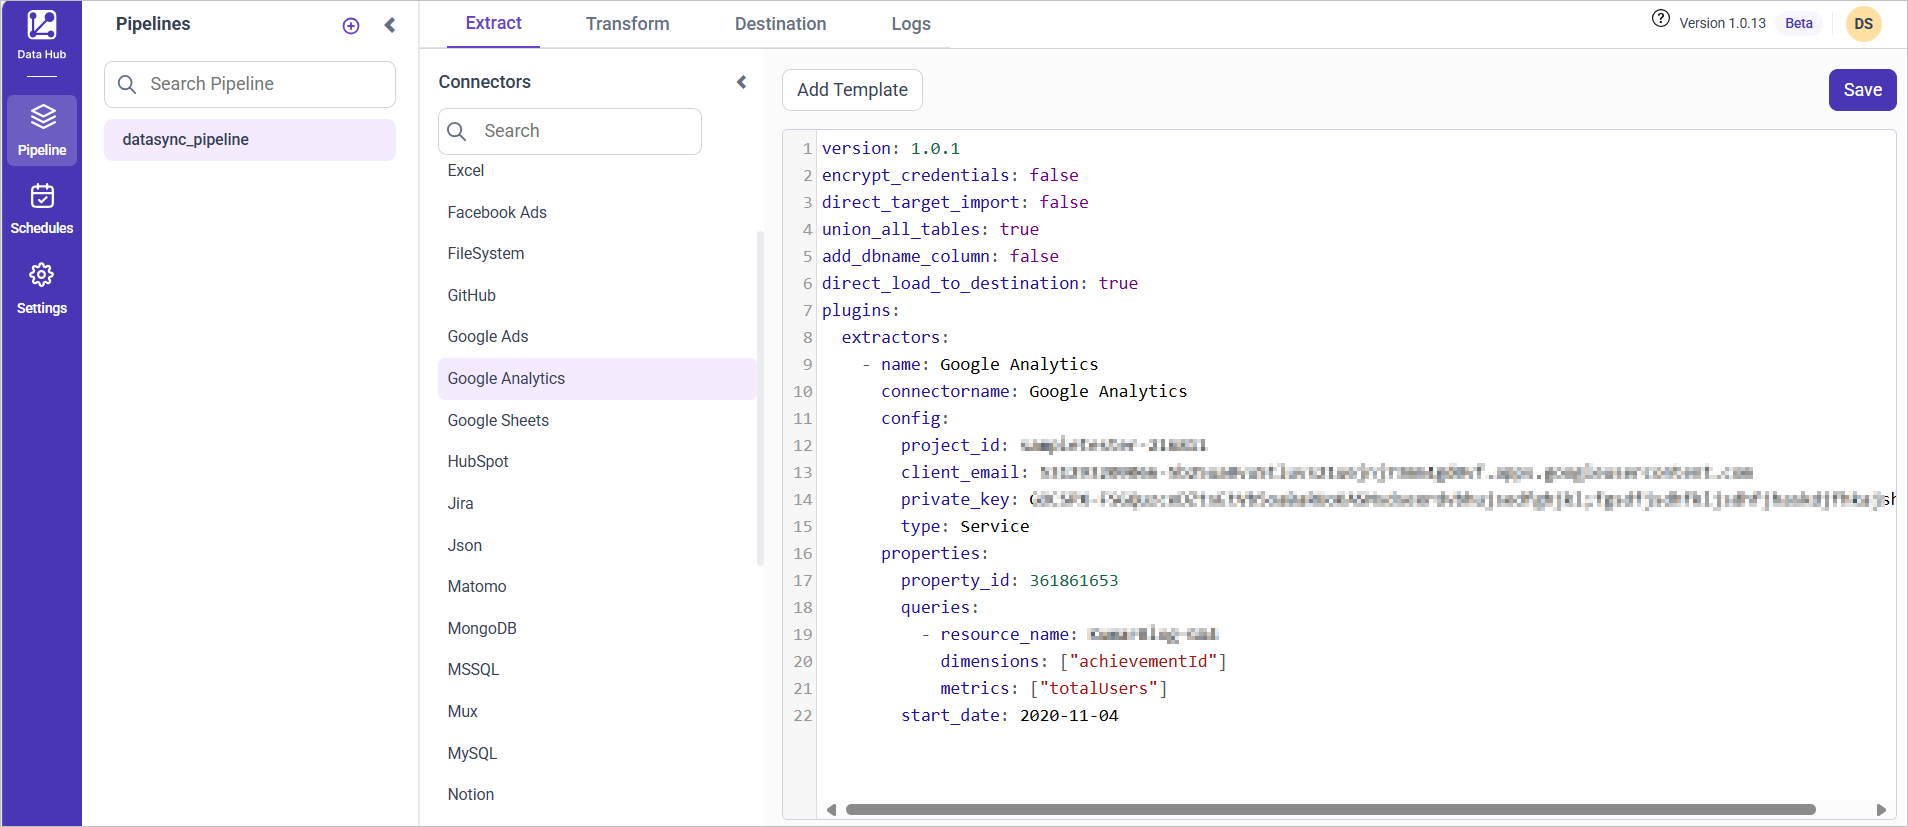 Data Hub
Pipeline
Schedules
Settings
Pipelines
Search Pipeline
datasync_pipeline
Extract
Transform
Destination
Logs
Version 1.0.13
Beta
DS
Connectors
Search
Excel
Facebook Ads
FileSystem
GitHub
Google Ads
Google Analytics
Google Sheets
HubSpot
Jira
Json
Matomo
MongoDB
MSSQL
Mux
MySQL
Notion
Add Template
Save
1 version: 1.0.1
2 encrypt_credentials: false
3 direct_target_import: false
4 union_all_tables: true
5 add_dbname_column: false
6 direct_load_to_destination: true
7 plugins:
8 extractors:
9 - name: Google Analytics
10 connectorname: Google Analytics
11 config:
12 project_id:
13 client_email:
14 private_key:
15 type: Service
16 properties:
17 property_id: 361861653
18 queries:
19 - resource_name:
20 dimensions: ["achievementId"]
21 metrics: ["totalUsers"]
22 start_date: 2020-11-04